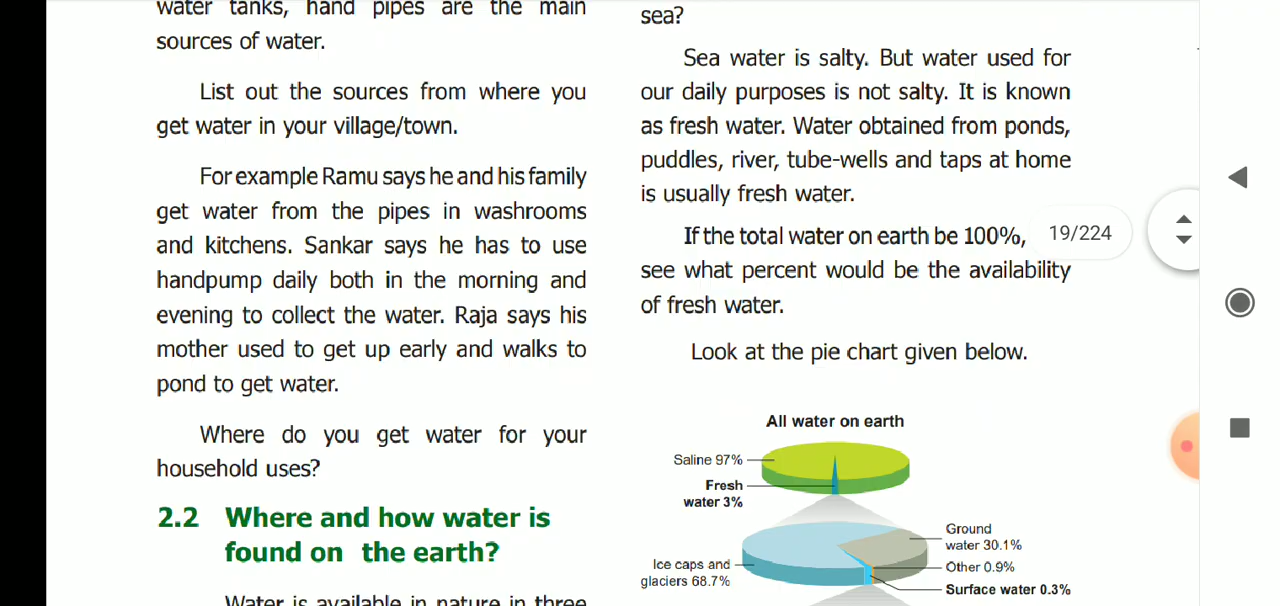 water tanks, hand pipes are the main
sources of water.
List out the sources from where you
get water in your village/town.
For example Ramu says he and his family
get water from the pipes in washrooms
and kitchens. Sankar says he has to use
handpump daily both in the morning and
evening to collect the water. Raja says his
mother used to get up early and walks to
pond to get water.
Where do you get water for your
household uses?
2.2 Where and how water is
found on the earth?
Water is available in nature in three
sea?
Sea water is salty. But water used for
our daily purposes is not salty. It is known
as fresh water. Water obtained from ponds,
puddles, river, tube-wells and taps at home
is usually fresh water.
If the total water on earth be 100%,
see what percent would be the availability
of fresh water.
Look at the pie chart given below.
All water on earth
Saline 97%
Fresh
water 3%
Ice caps and
glaciers 68.7%
Ground
water 30.1%
Other 0.9%
Surface water 0.3%
19/224